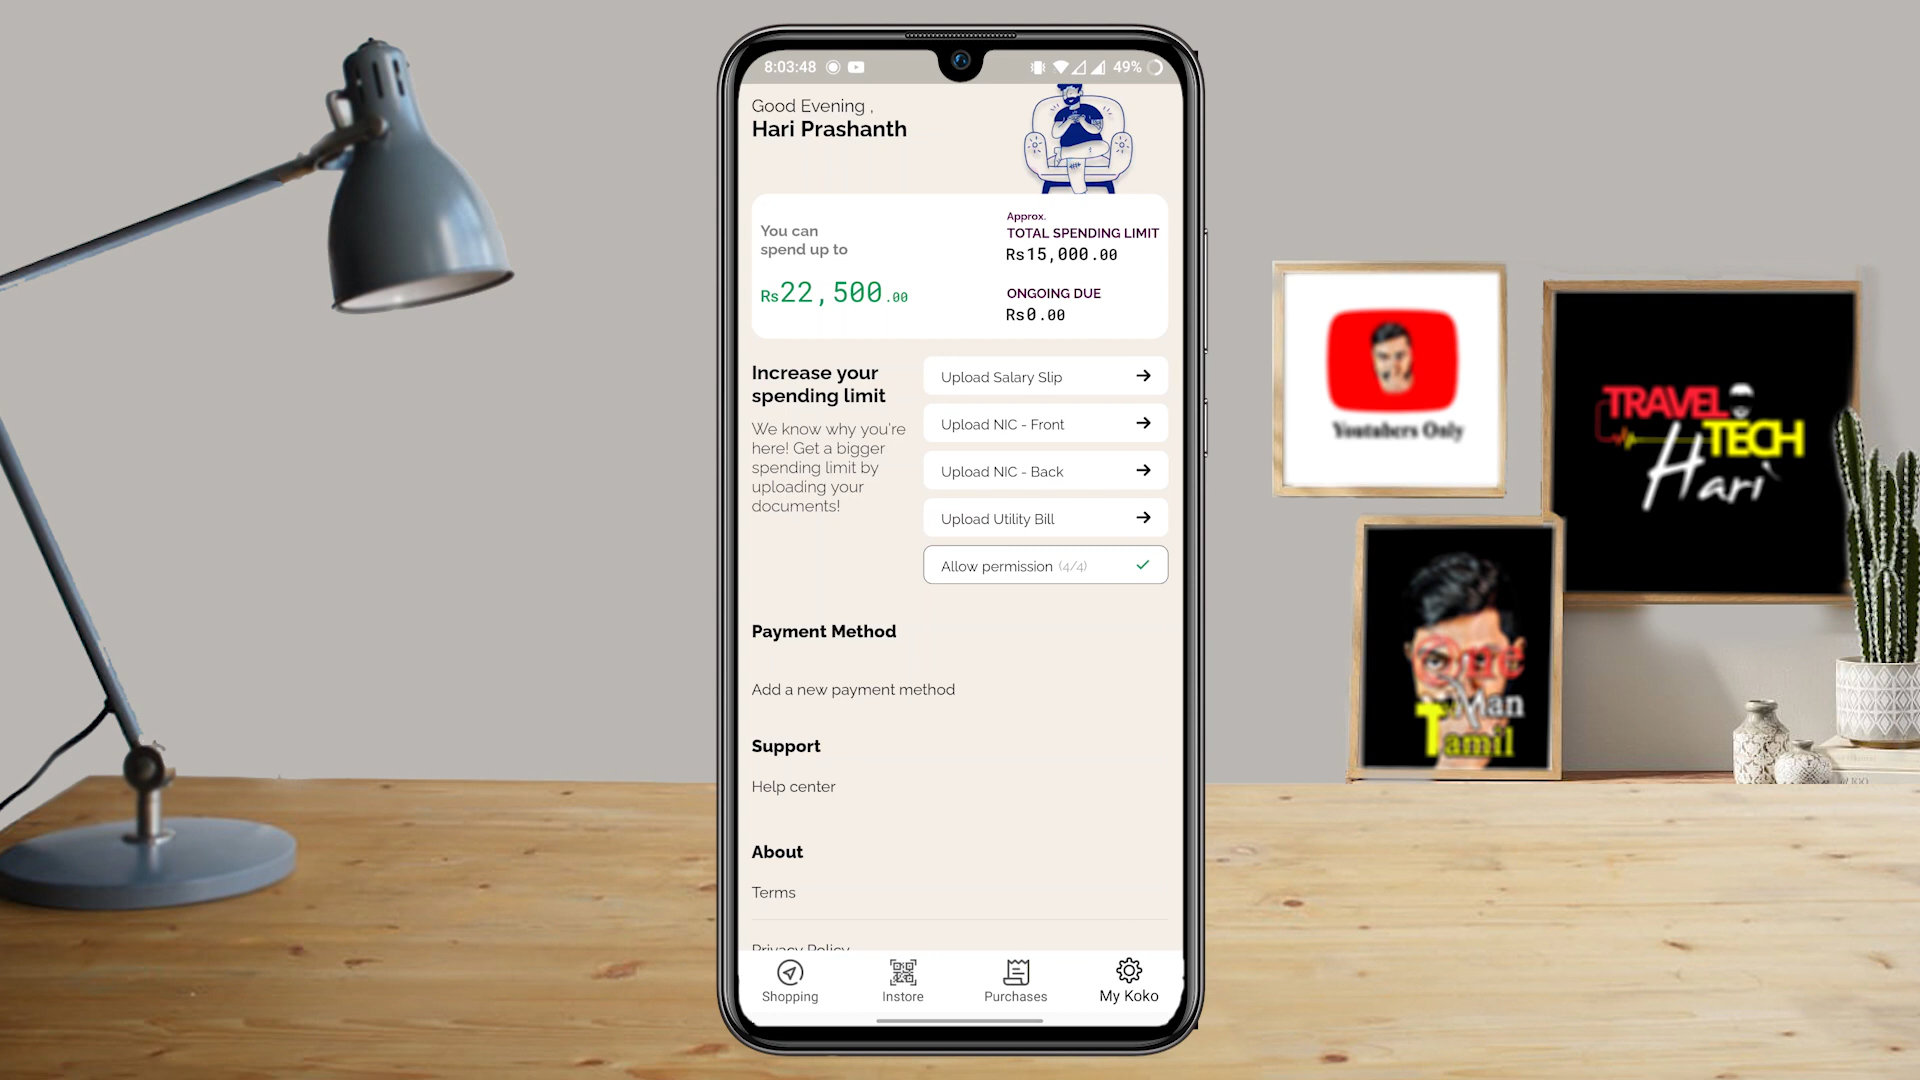 8:03:48
49%
Good Evening ,
Hari Prashanth
You can
spend up to
Rs22,500.00
Approx.
TOTAL SPENDING LIMIT
Rs15,000.00
ONGOING DUE
Rs0.00
Increase your
spending limit
We know why you're
here! Get a bigger
spending limit by
uploading your
documents!
Upload Salary Slip
Upload NIC - Front
Upload NIC - Back
Upload Utility Bill
Allow permission (4/4)
Payment Method
Add a new payment method
Support
Help center
About
Terms
Privacy Policy
Shopping
Instore
Purchases
My Koko
Youtubers Only
TRAVEL
TECH
Hari
One
Man
Tamil